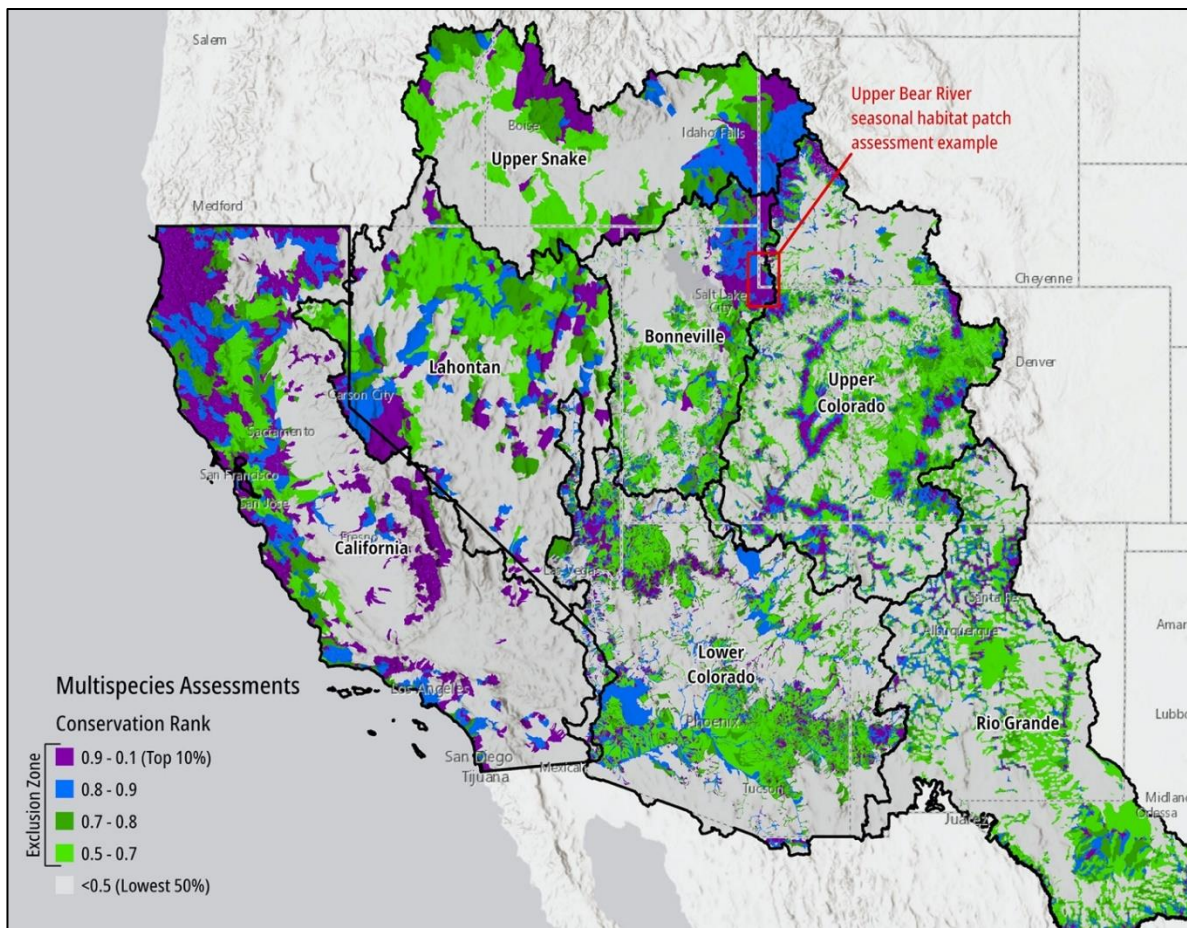 Salem
Upper Bear River
seasonal habitat patch
assessment example
Boise
Idaho Falls
Upper Snake
Medford
Cheyenne
Salt Lake
City
Bonneville
Denver
Lahontan
Upper
Colorado
Carson City
Sacramento
San Francisco
San Jose
Fresno
California
Las Vegas
Santa Fe
Albuquerque
Amar
Lower
Colorado
Los Angeles
Phoenix
Rio Grande
Lubbo
San Diego
Tijuana
Mexicali
Tucson
Juárez
Midland
Odessa
Multispecies Assessments
Conservation Rank
Exclusion Zone
0.9 - 0.1 (Top 10%)
0.8 - 0.9
0.7 - 0.8
0.5 - 0.7
<0.5 (Lowest 50%)